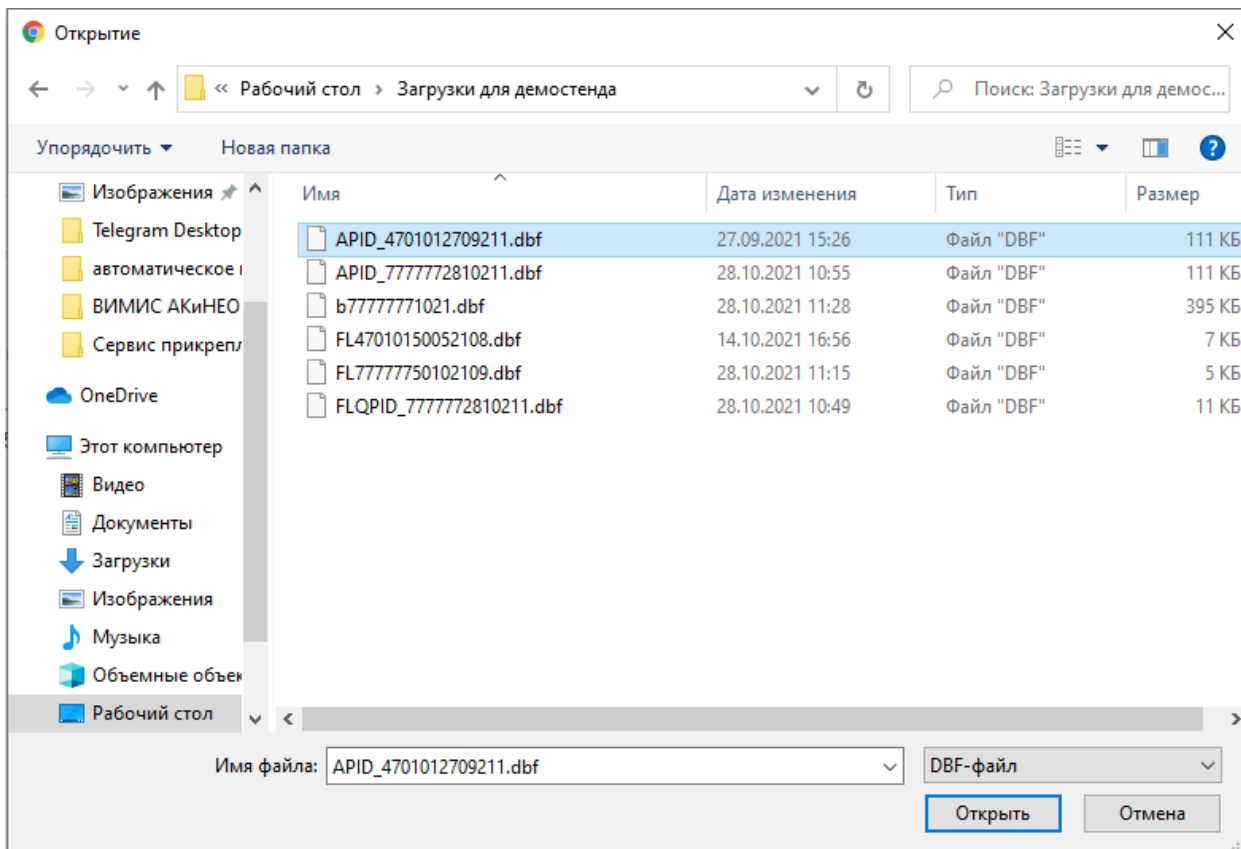 Открытие
« Рабочий стол › Загрузки для демостенда
Поиск: Загрузки для демос...
Упорядочить Новая папка
Изображения
Telegram Desktop
автоматическое
ВИМИС АКиНЕО
Сервис прикреп
OneDrive
Этот компьютер
Видео
Документы
Загрузки
Изображения
Музыка
Объемные объек
Рабочий стол
Имя Дата изменения Тип Размер
APID_4701012709211.dbf 27.09.2021 15:26 Файл "DBF" 111 КБ
APID_7777772810211.dbf 28.10.2021 10:55 Файл "DBF" 111 КБ
b77777771021.dbf 28.10.2021 11:28 Файл "DBF" 395 КБ
FL47010150052108.dbf 14.10.2021 16:56 Файл "DBF" 7 КБ
FL77777750102109.dbf 28.10.2021 11:15 Файл "DBF" 5 КБ
FLQPID_7777772810211.dbf 28.10.2021 10:49 Файл "DBF" 11 КБ
Имя файла: APID_4701012709211.dbf DBF-файл
Открыть Отмена